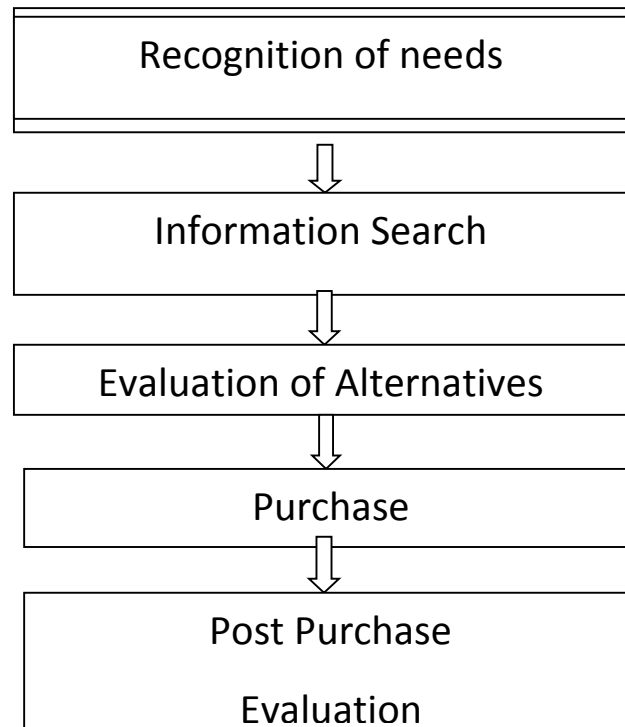 Recognition of needs
Information Search
Evaluation of Alternatives
Purchase
Post Purchase
Evaluation